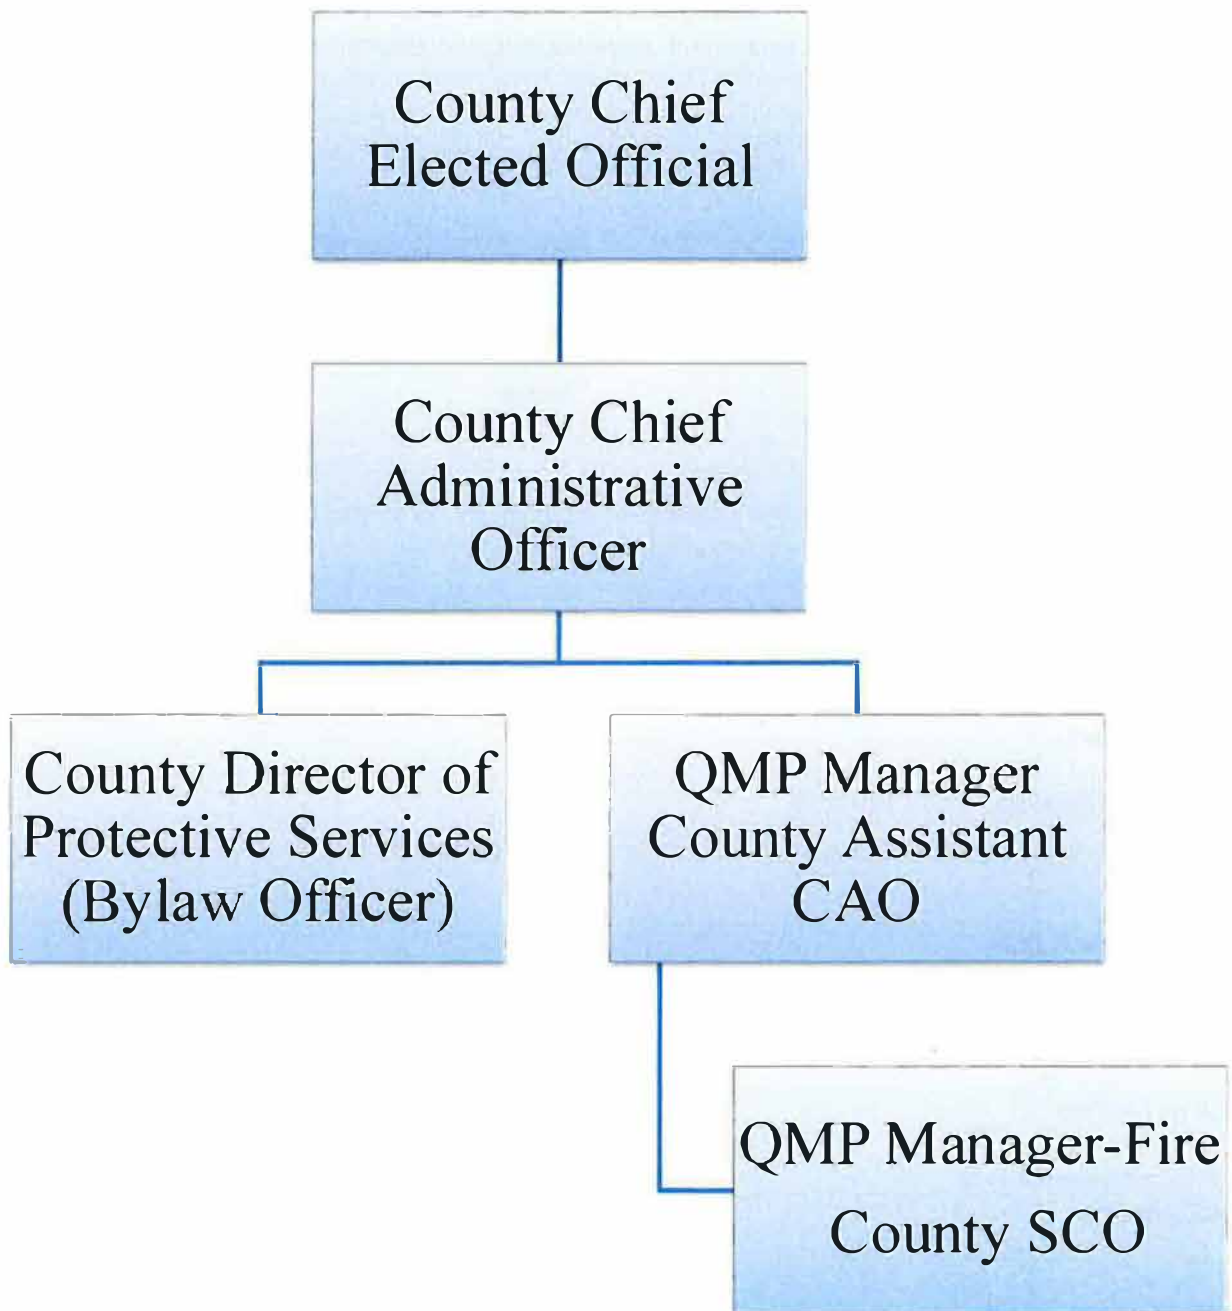 County Chief
Elected Official
County Chief
Administrative
Officer
County Director of
Protective Services
(Bylaw Officer)
QMP Manager
County Assistant
CAO
QMP Manager-Fire
County SCO